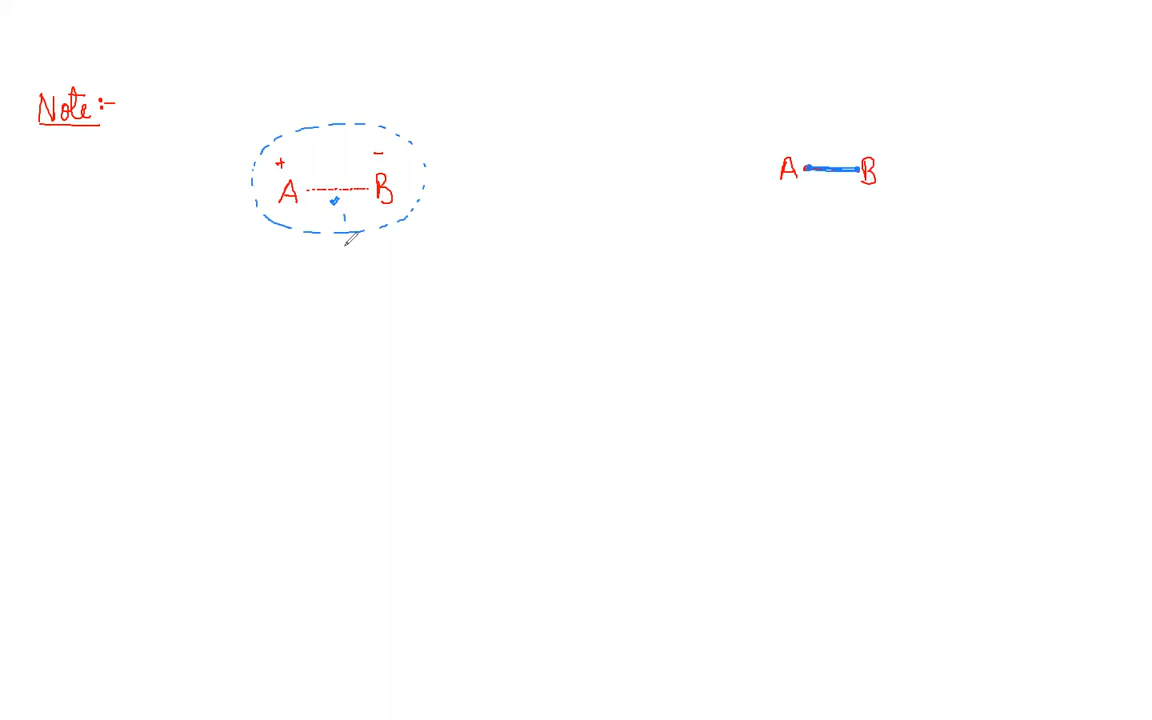 Note :-
+ -
A ------ B
A — B